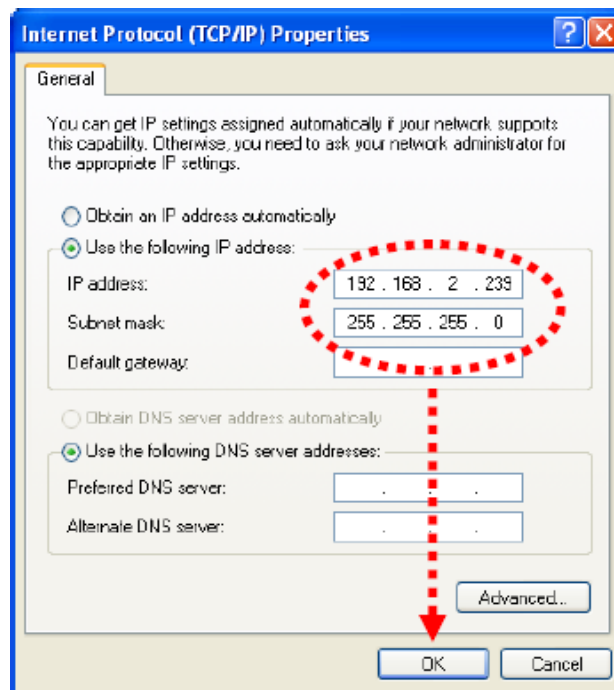 Internet Protocol (TCP/IP) Properties
General
You can get IP settings assigned automatically if your network supports
this capability. Otherwise, you need to ask your network administrator for
the appropriate IP settings.
Obtain an IP address automatically
Use the following IP address:
IP address: 192 . 168 . 2 . 239
Subnet mask: 255 . 255 . 255 . 0
Default gateway:
Obtain DNS server address automatically
Use the following DNS server addresses:
Preferred DNS server: . . .
Alternate DNS server: . . .
Advanced...
OK Cancel